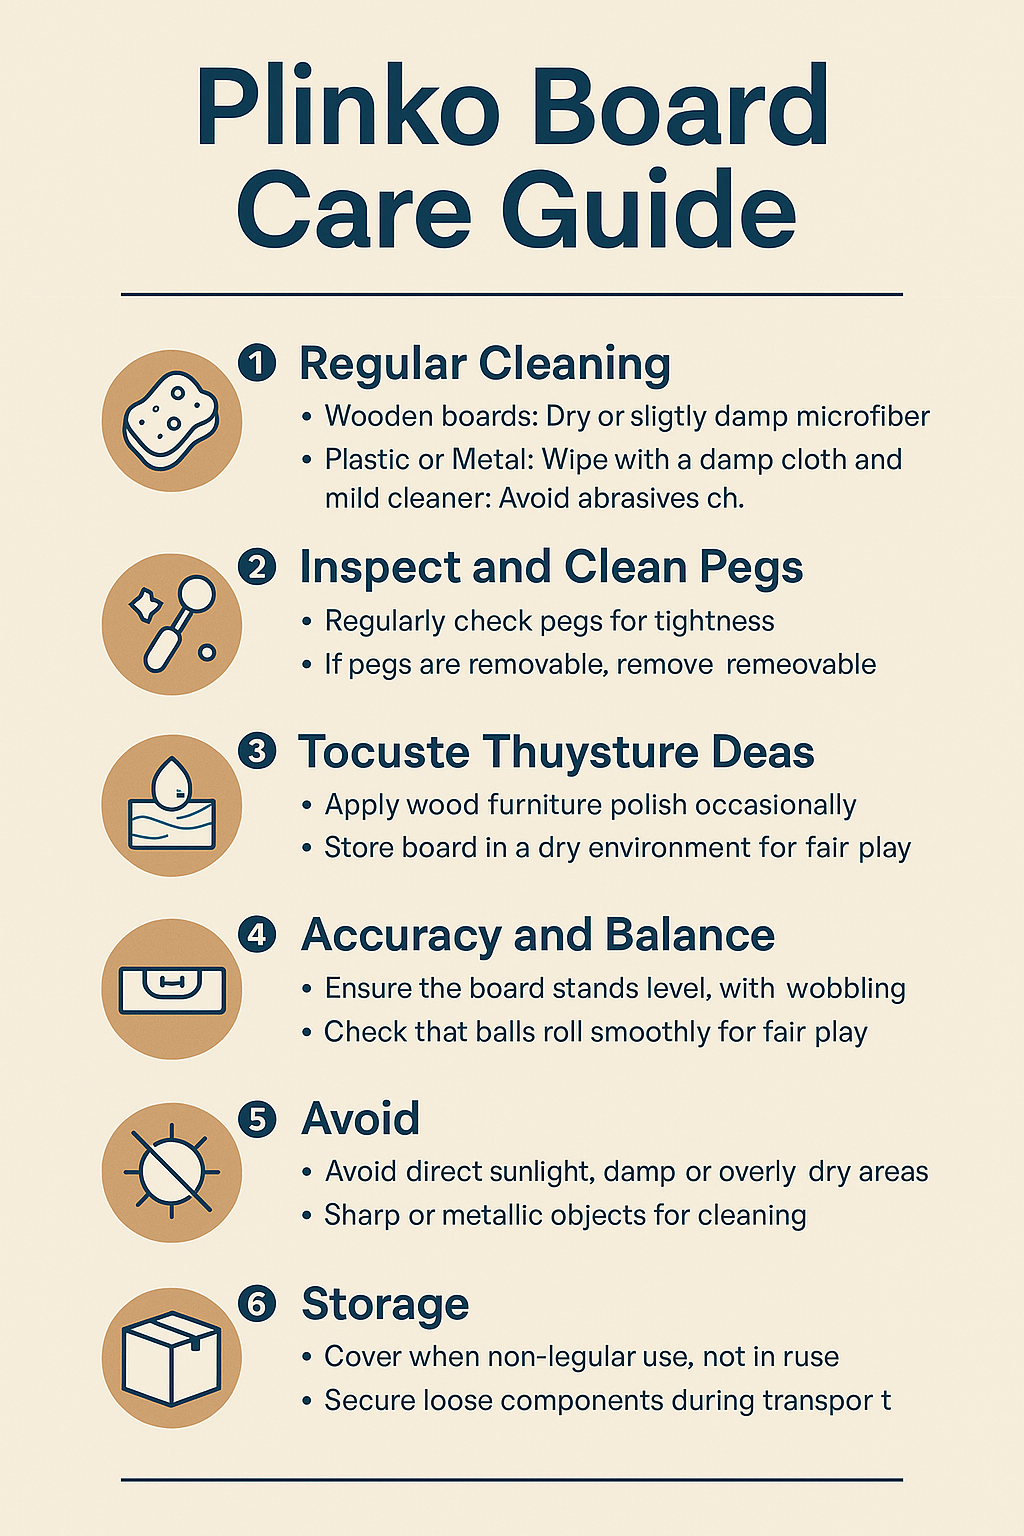 Plinko Board
Care Guide
1 Regular Cleaning
• Wooden boards: Dry or sligtly damp microfiber
• Plastic or Metal: Wipe with a damp cloth and
mild cleaner: Avoid abrasives ch.
2 Inspect and Clean Pegs
• Regularly check pegs for tightness
• If pegs are removable, remove remeovable
3 Tocuste Thuysture Deas
• Apply wood furniture polish occasionally
• Store board in a dry environment for fair play
4 Accuracy and Balance
• Ensure the board stands level, with wobbling
• Check that balls roll smoothly for fair play
5 Avoid
• Avoid direct sunlight, damp or overly dry areas
• Sharp or metallic objects for cleaning
6 Storage
• Cover when non-legular use, not in ruse
• Secure loose components during transpor t